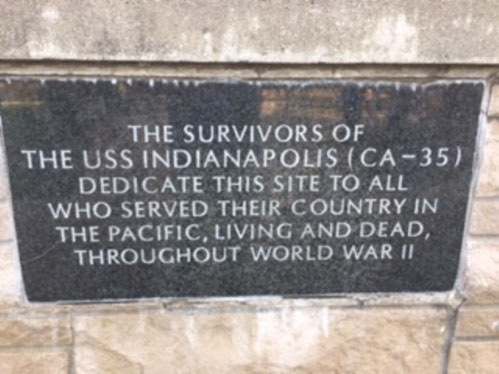 THE SURVIVORS OF
THE USS INDIANAPOLIS (CA-35)
DEDICATE THIS SITE TO ALL
WHO SERVED THEIR COUNTRY IN
THE PACIFIC, LIVING AND DEAD,
THROUGHOUT WORLD WAR II